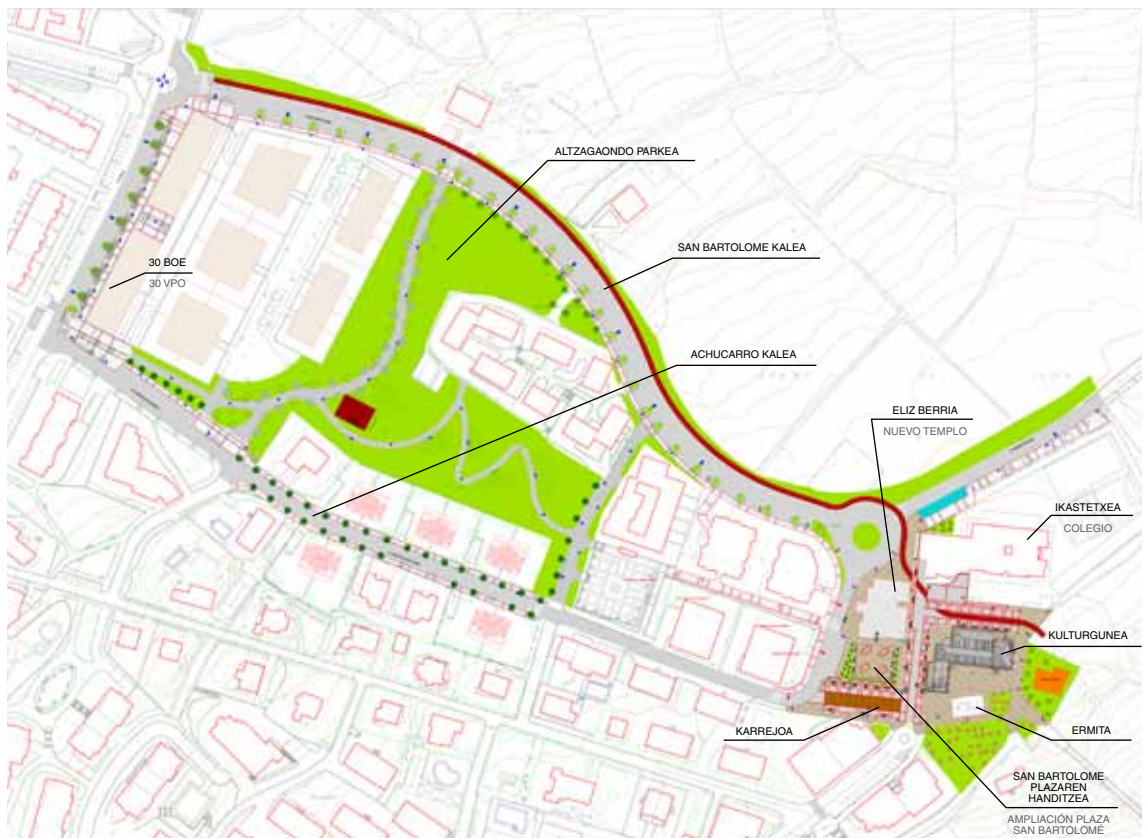 ALTZAGAONDO PARKEA
SAN BARTOLOME KALEA
30 BOE
30 VPO
ACHUCARRO KALEA
ELIZ BERRIA
NUEVO TEMPLO
IKASTETXEA
COLEGIO
KULTURGUNEA
KARREJOA
ERMITA
SAN BARTOLOME
PLAZAREN
HANDITZEA
AMPLIACIÓN PLAZA
SAN BARTOLOMÉ